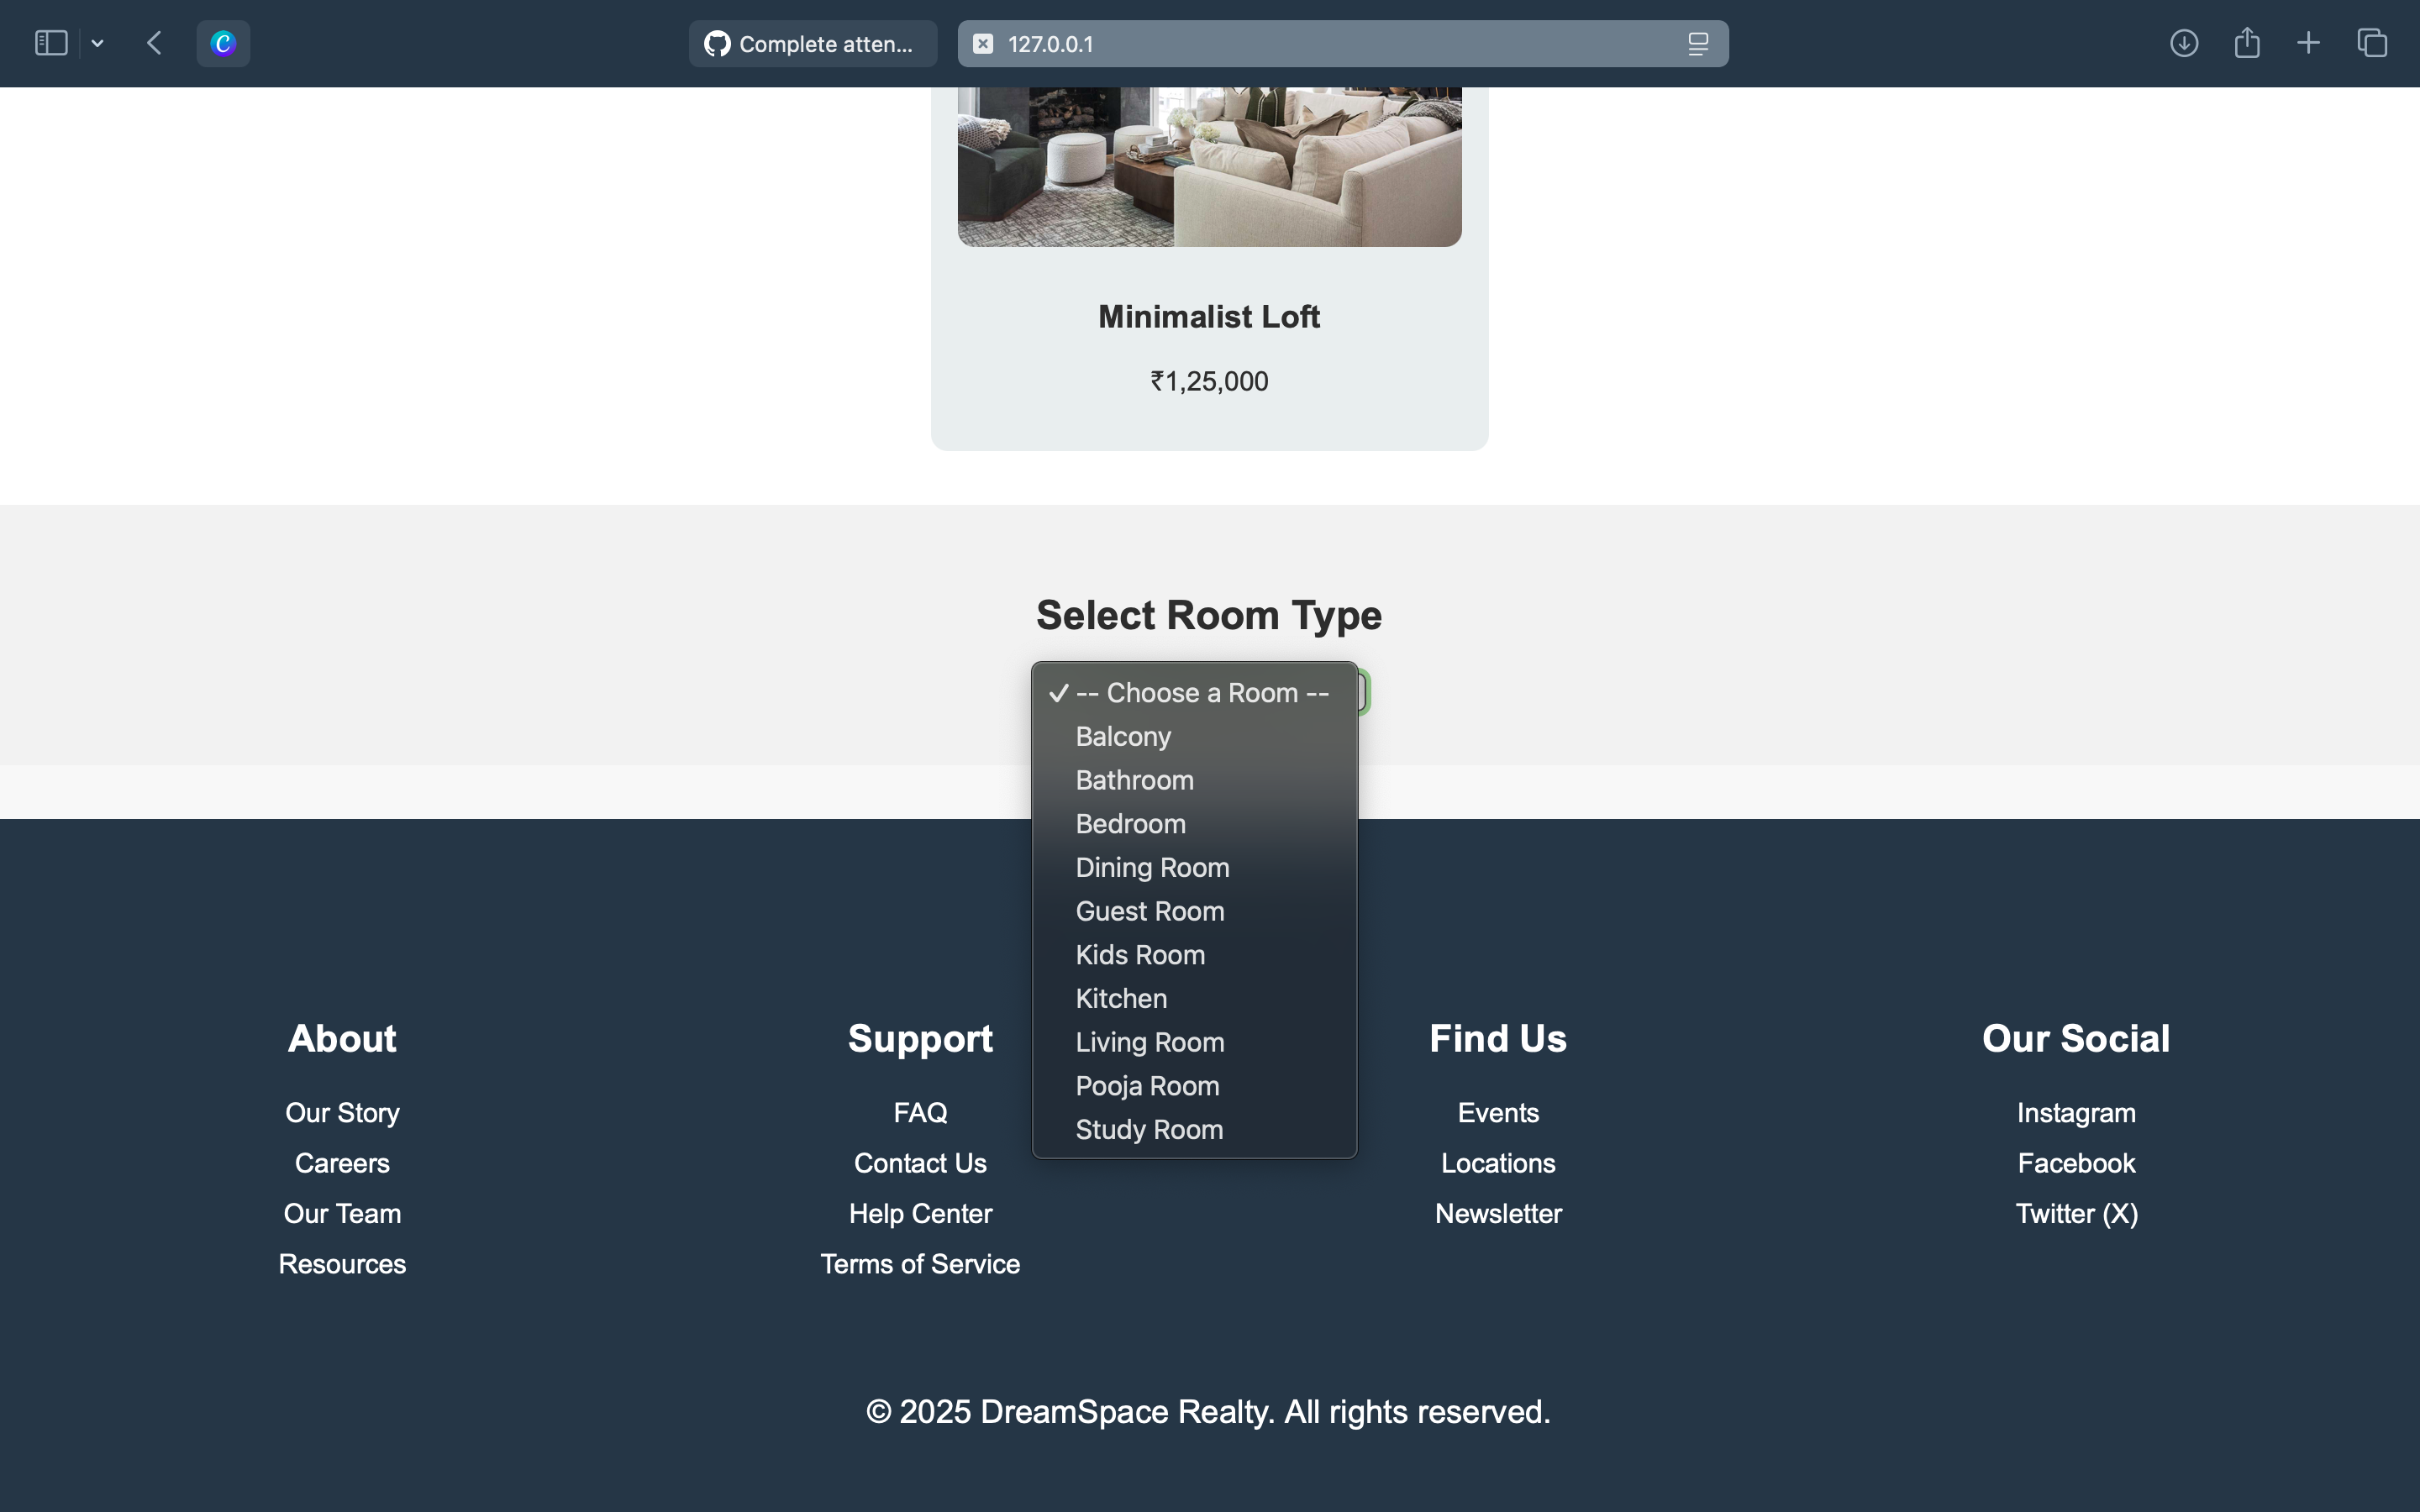 Complete atten...
127.0.0.1
Minimalist Loft
₹1,25,000
Select Room Type
-- Choose a Room --
Balcony
Bathroom
Bedroom
Dining Room
Guest Room
Kids Room
Kitchen
Living Room
Pooja Room
Study Room
About
Our Story
Careers
Our Team
Resources
Support
FAQ
Contact Us
Help Center
Terms of Service
Find Us
Events
Locations
Newsletter
Our Social
Instagram
Facebook
Twitter (X)
© 2025 DreamSpace Realty. All rights reserved.